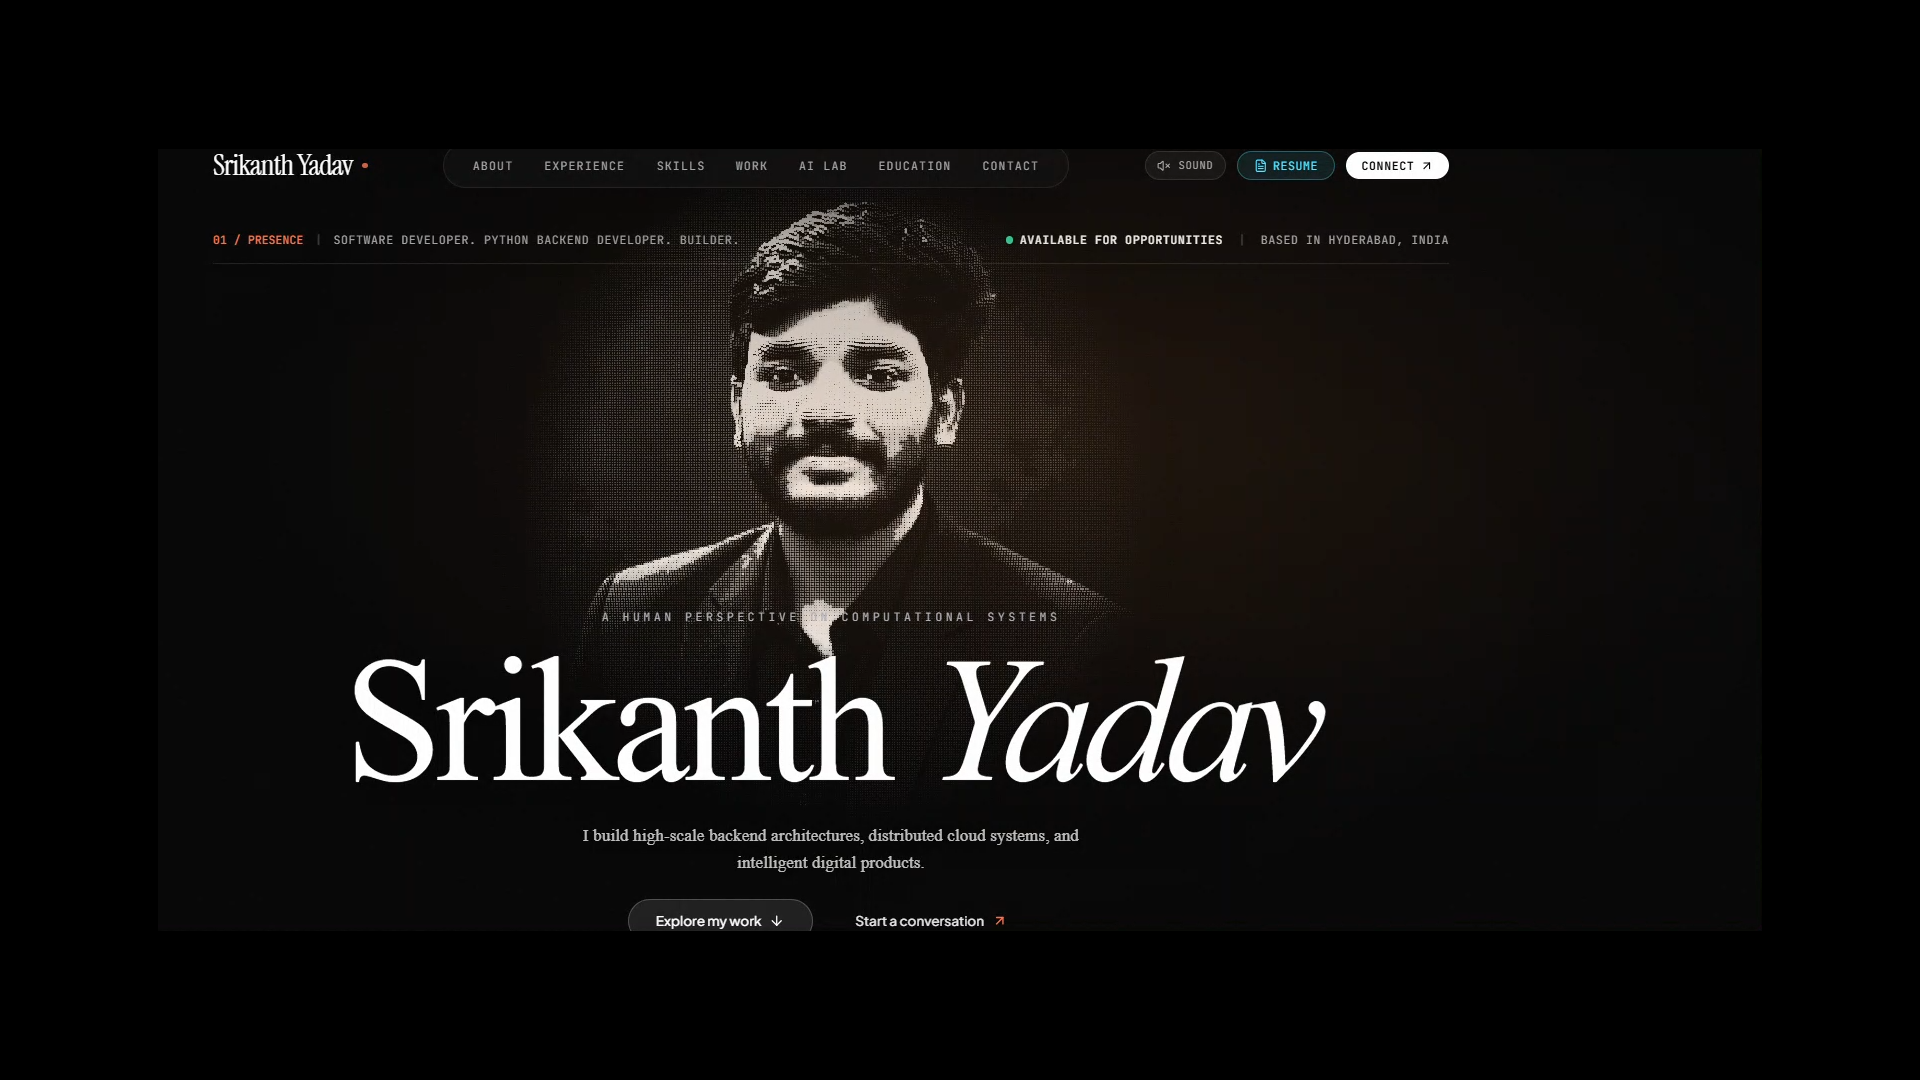 Srikanth Yadav
ABOUT EXPERIENCE SKILLS WORK AI LAB EDUCATION CONTACT
SOUND RESUME CONNECT
01 / PRESENCE | SOFTWARE DEVELOPER. PYTHON BACKEND DEVELOPER. BUILDER.
AVAILABLE FOR OPPORTUNITIES | BASED IN HYDERABAD, INDIA
A HUMAN PERSPECTIVE ON COMPUTATIONAL SYSTEMS
Srikanth Yadav
I build high-scale backend architectures, distributed cloud systems, and
intelligent digital products.
Explore my work ↓
Start a conversation ↗